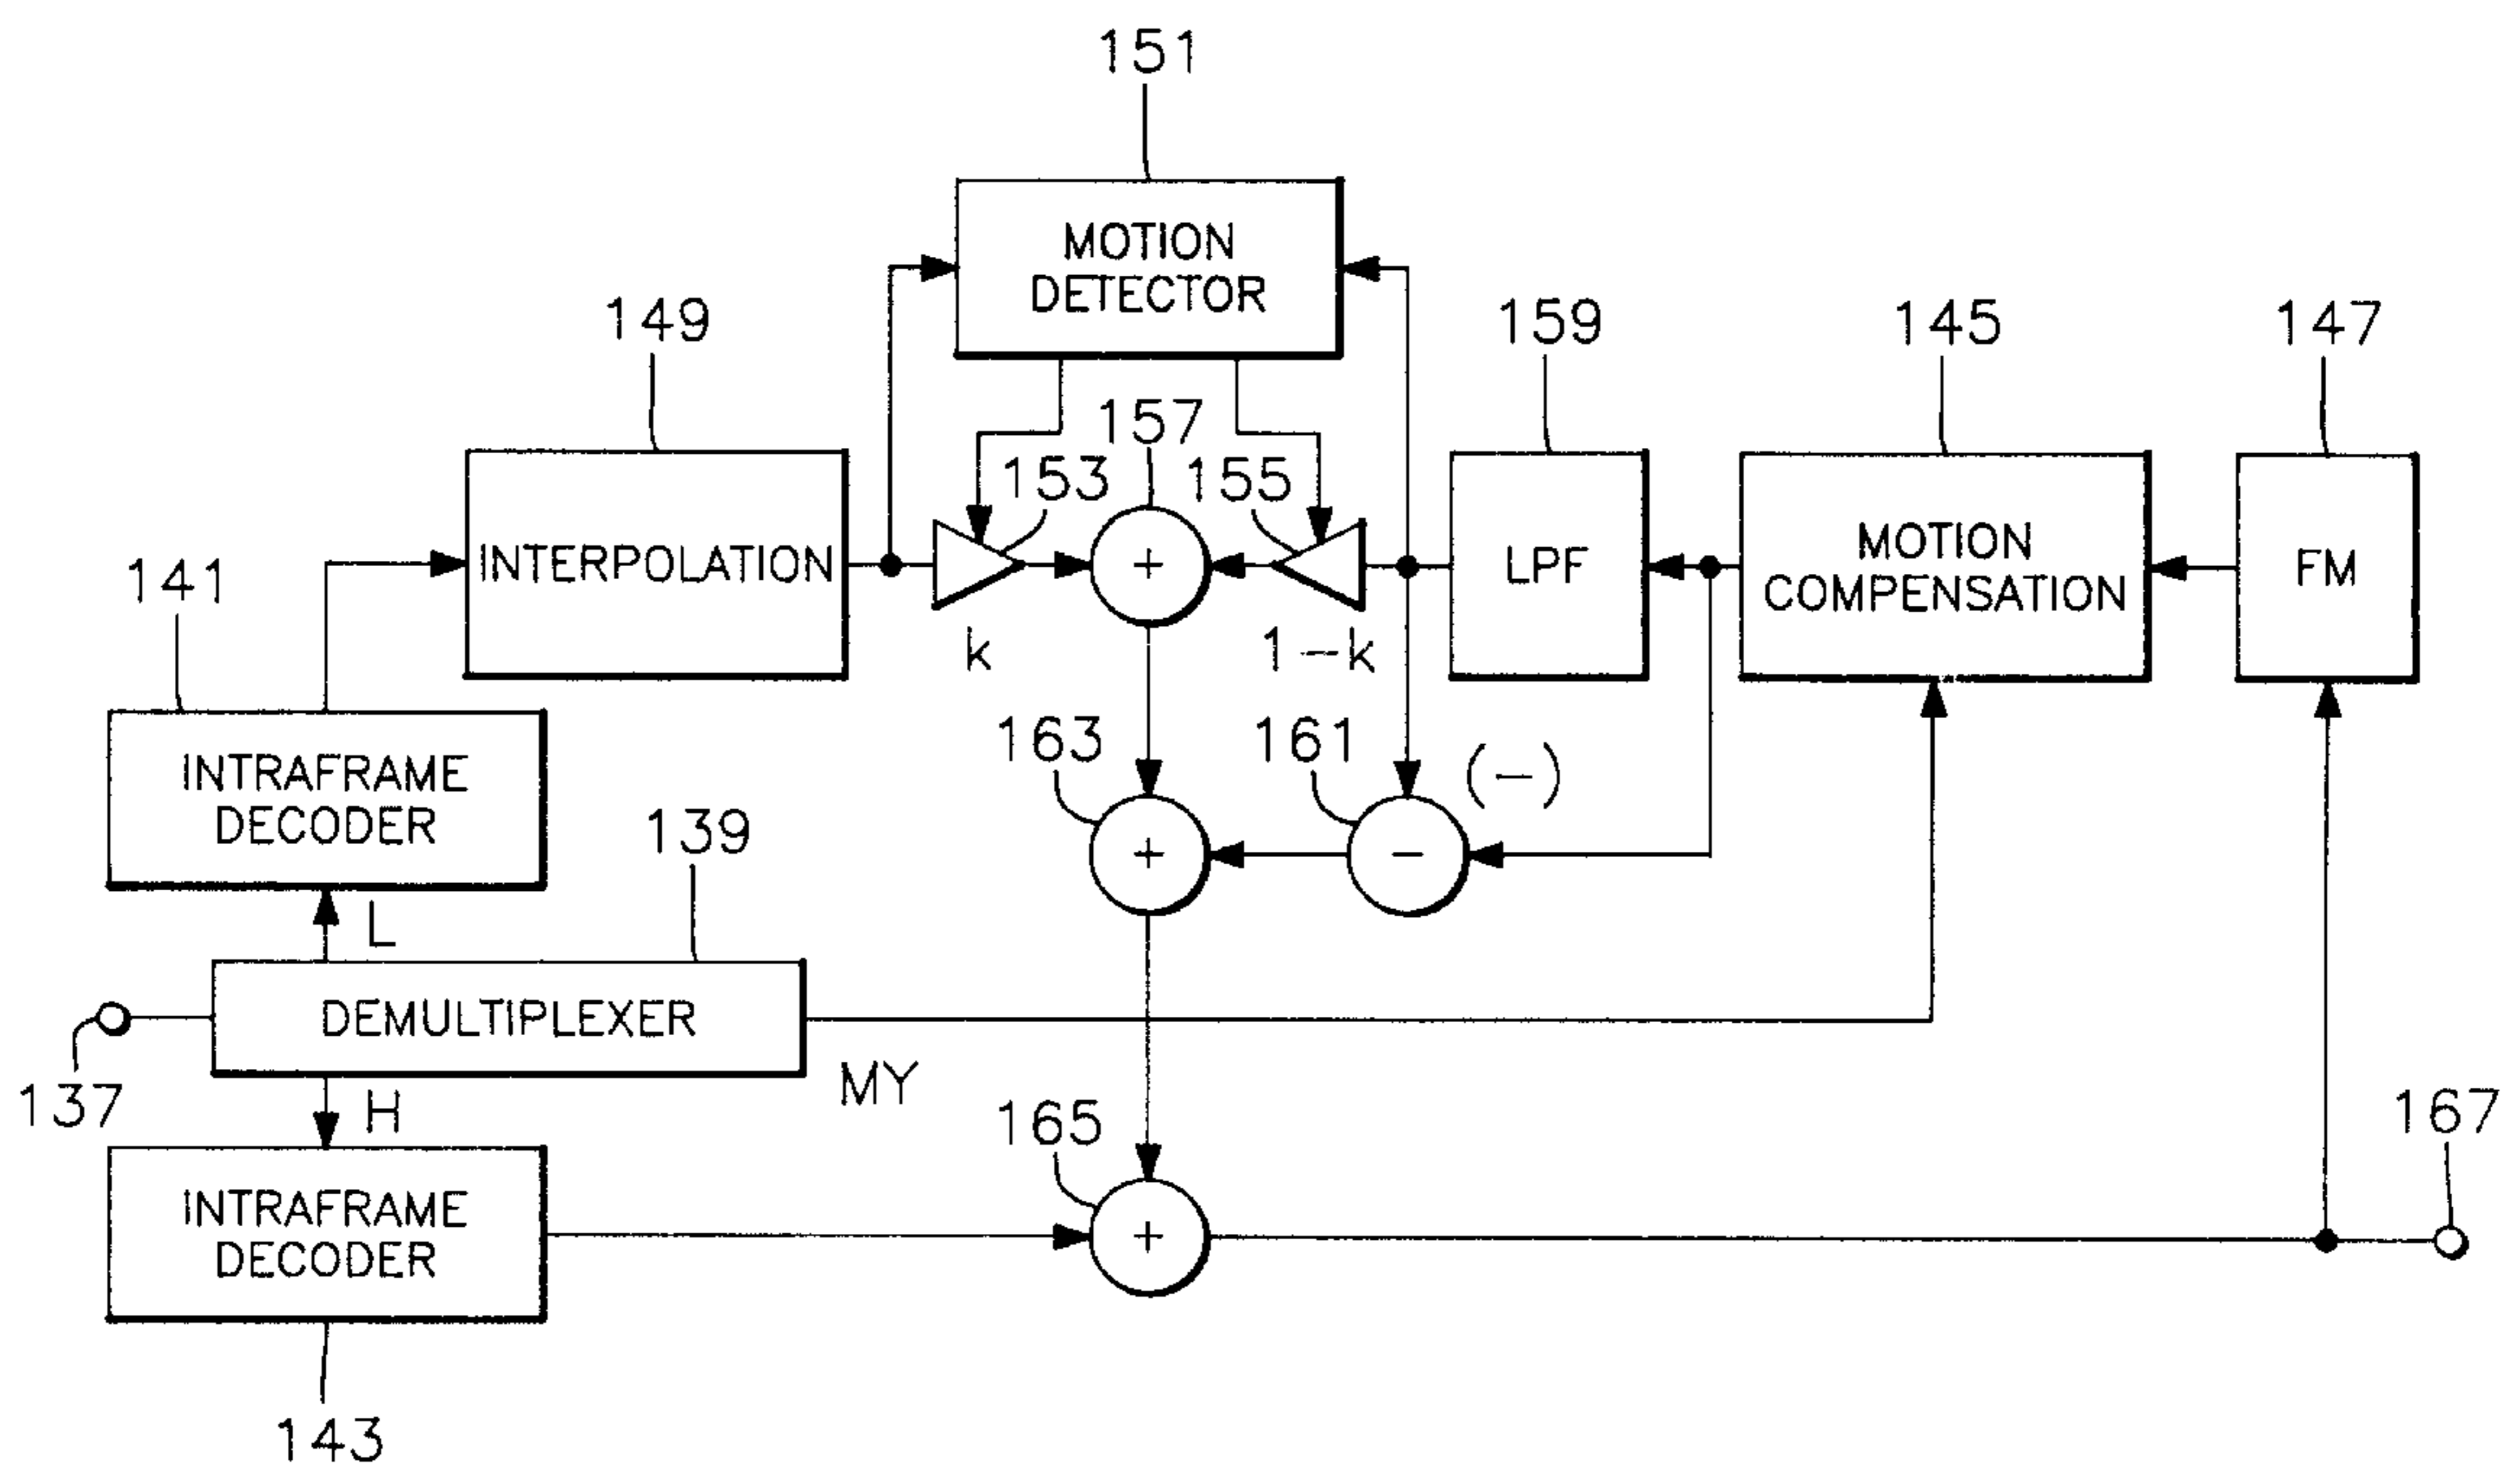 151
MOTION
DETECTOR
149
159
145
147
157
153
155
INTERPOLATION
+
LPF
MOTION
COMPENSATION
FM
141
k
1-k
163
161
(-)
INTRAFRAME
DECODER
139
+
-
L
DEMULTIPLEXER
137
H
MY
165
167
INTRAFRAME
DECODER
+
143